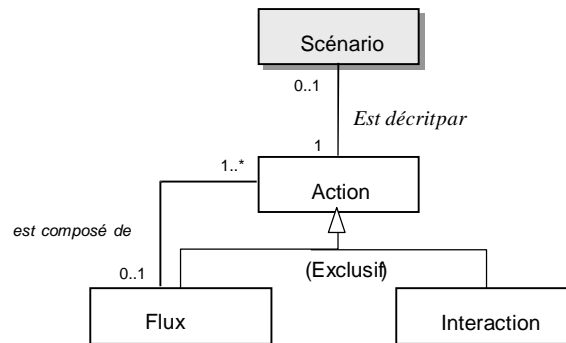 Scénario
0..1
Est décritpar
1
1..*
Action
est composé de
(Exclusif)
0..1
Flux
Interaction